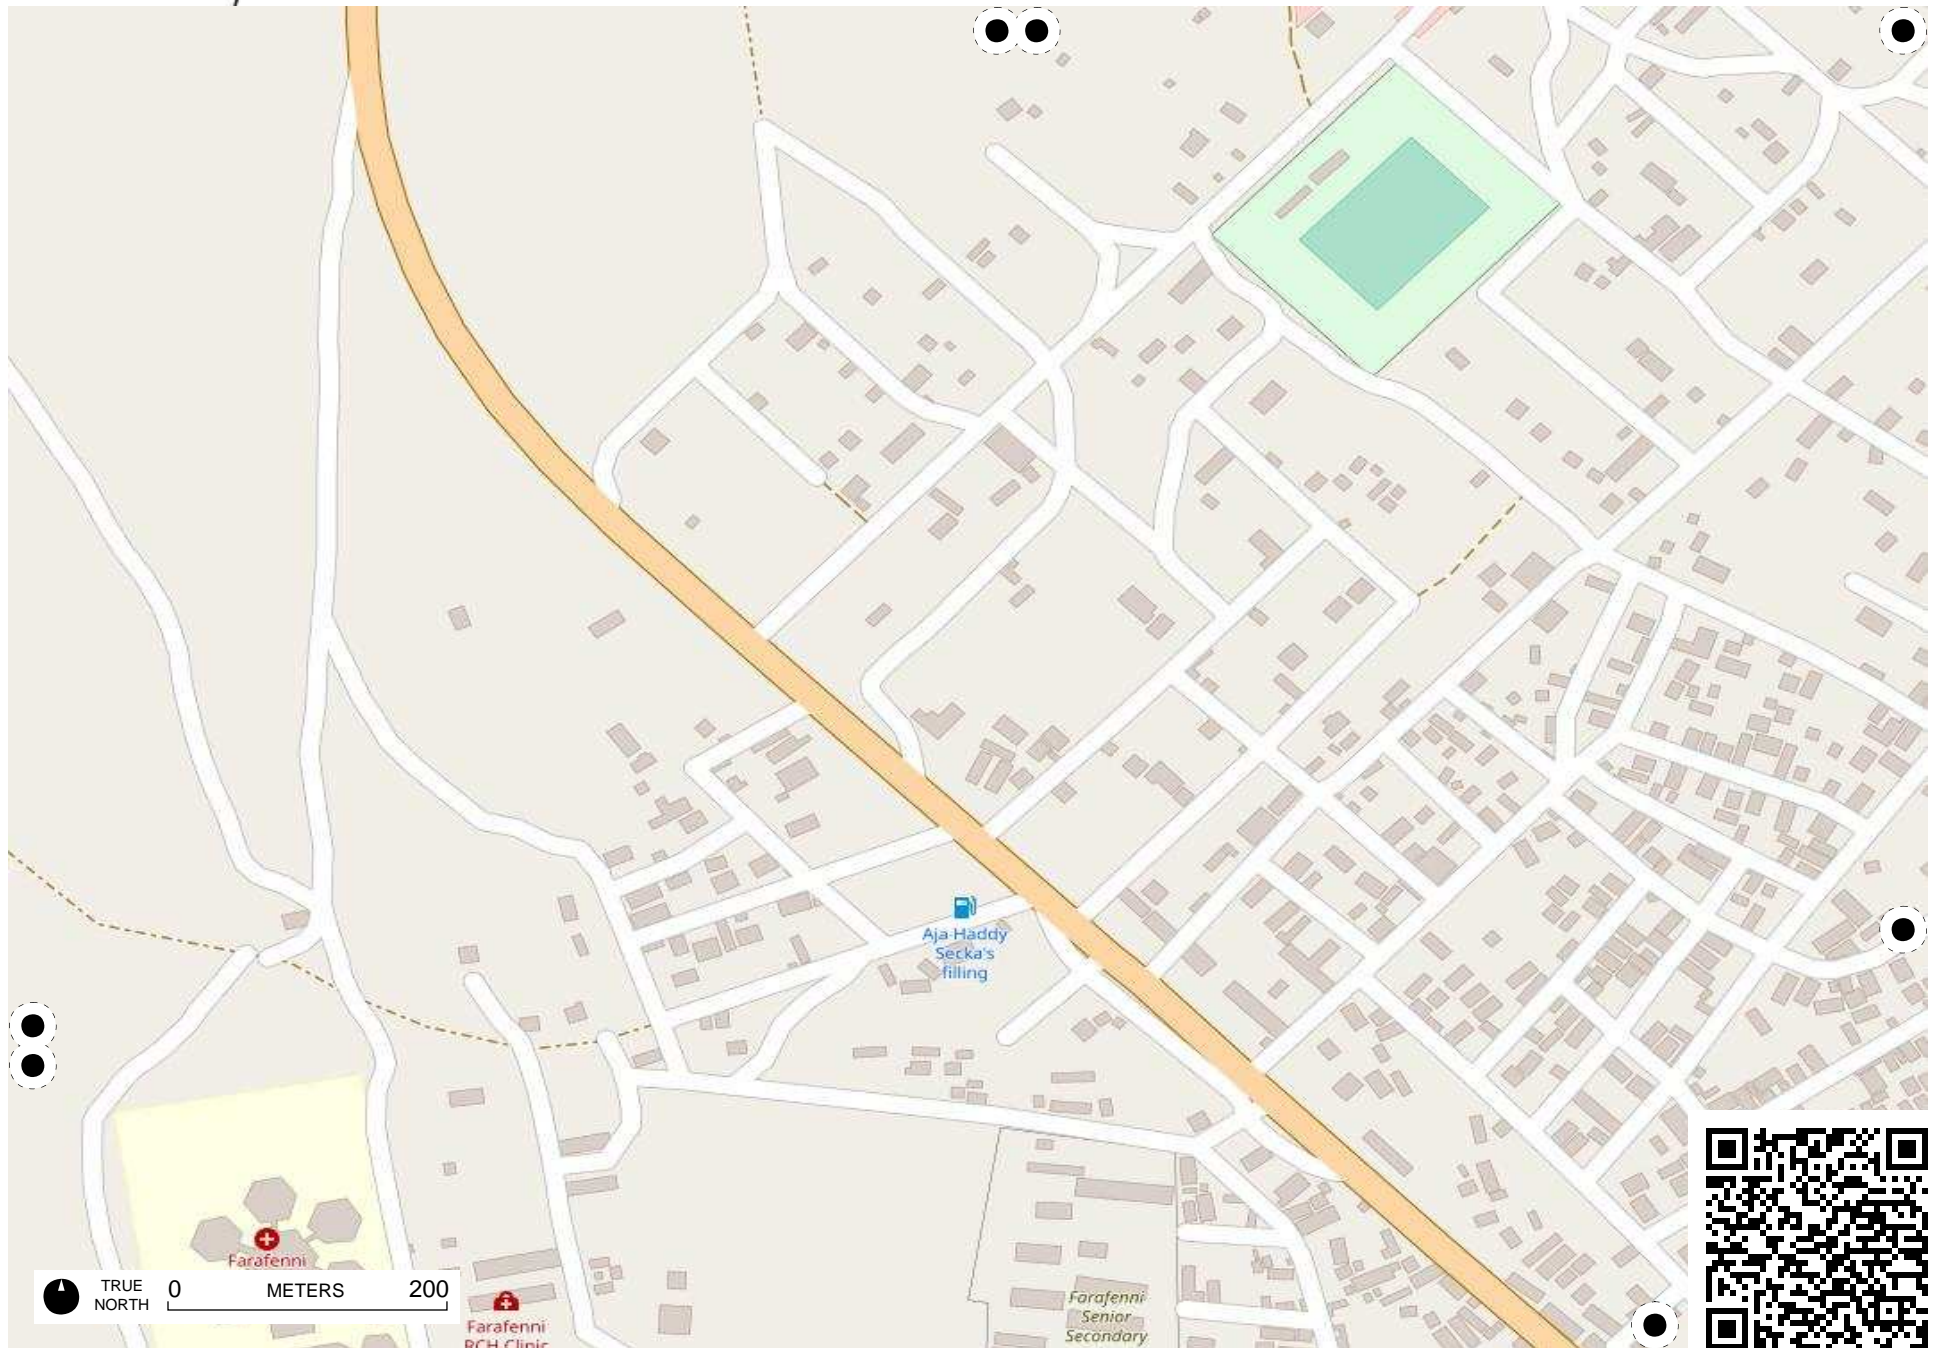 Aja Haddy
Secka's
filling
Farafenni
TRUE
NORTH
0 METERS 200
Farafenni
RCH Clinic
Farafenni
Senior
Secondary